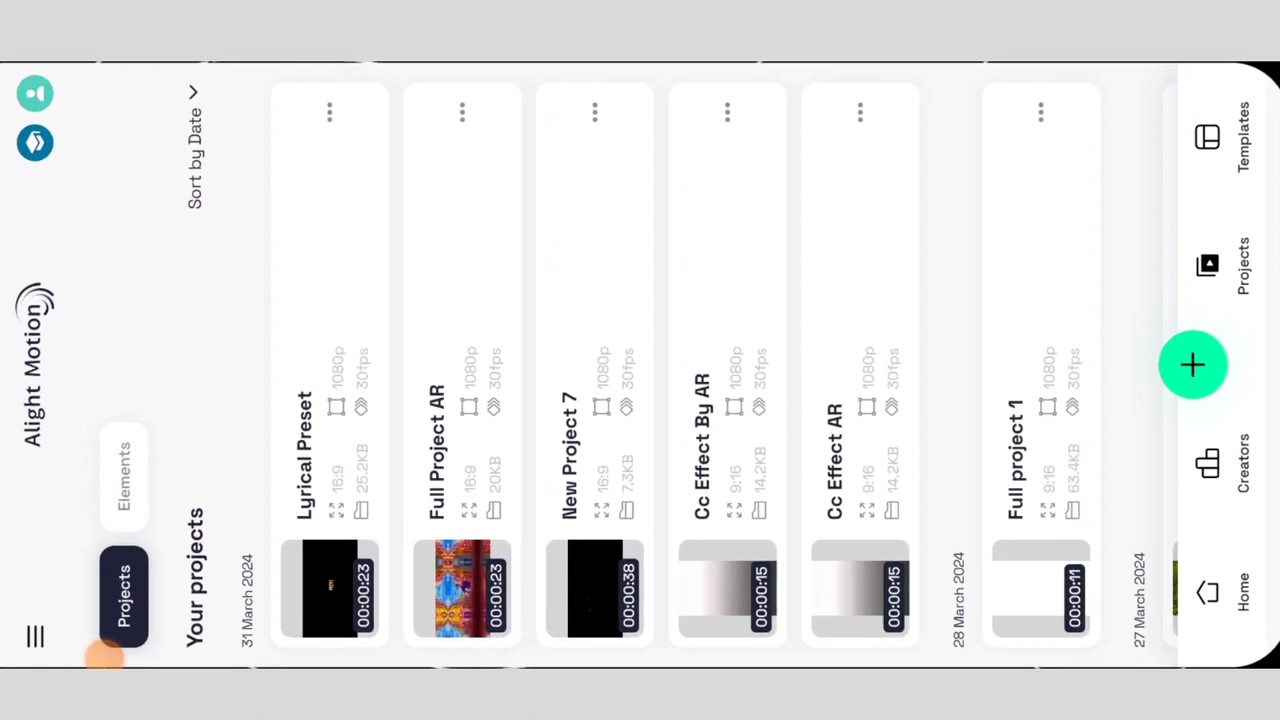 Alight Motion
Projects
Elements
Your projects
Sort by Date
31 March 2024
Lyrical Preset
16:9 1080p
25.2KB 30fps
00:00:23
Full Project AR
16:9 1080p
20KB 30fps
00:00:23
New Project 7
16:9 1080p
7.3KB 30fps
00:00:38
Cc Effect By AR
9:16 1080p
14.2KB 30fps
00:00:15
Cc Effect AR
9:16 1080p
14.2KB 30fps
00:00:15
28 March 2024
Full project 1
9:16 1080p
63.4KB 30fps
00:00:11
27 March 2024
Home
Creators
Projects
Templates